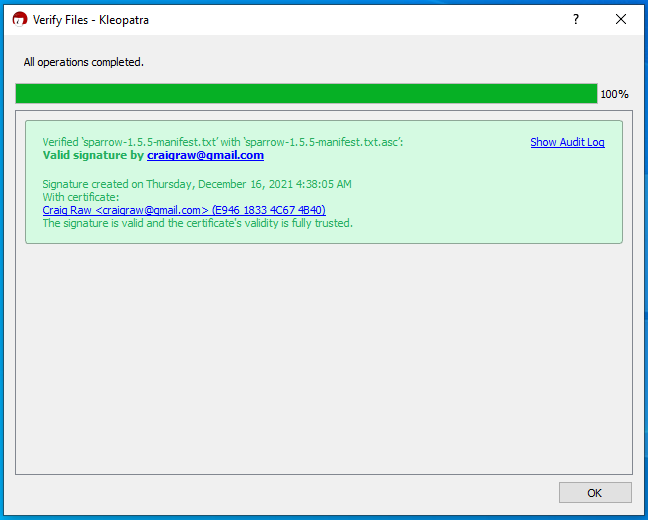 Verify Files - Kleopatra
All operations completed.
100%
Verified ‘sparrow-1.5.5-manifest.txt’ with ‘sparrow-1.5.5-manifest.txt.asc’:
Show Audit Log
Valid signature by craigraw@gmail.com
Signature created on Thursday, December 16, 2021 4:38:05 AM
With certificate:
Craig Raw <craigraw@gmail.com> (E946 1833 4C67 4B40)
The signature is valid and the certificate's validity is fully trusted.
OK